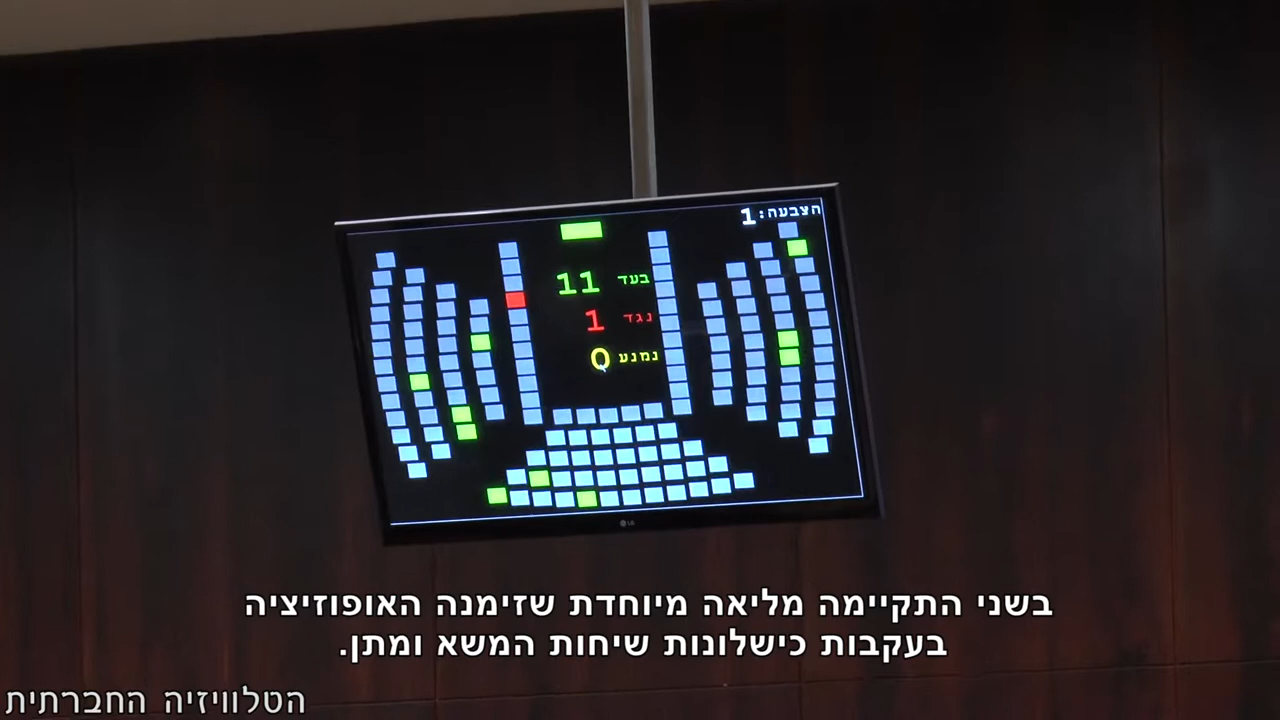 הצבעה: 1
בעד 11
נגד 1
נמנע 0
LG
בשני התקיימה מליאה מיוחדת שזימנה האופוזיציה
בעקבות כישלונות שיחות המשא ומתן.
הטלוויזיה החברתית